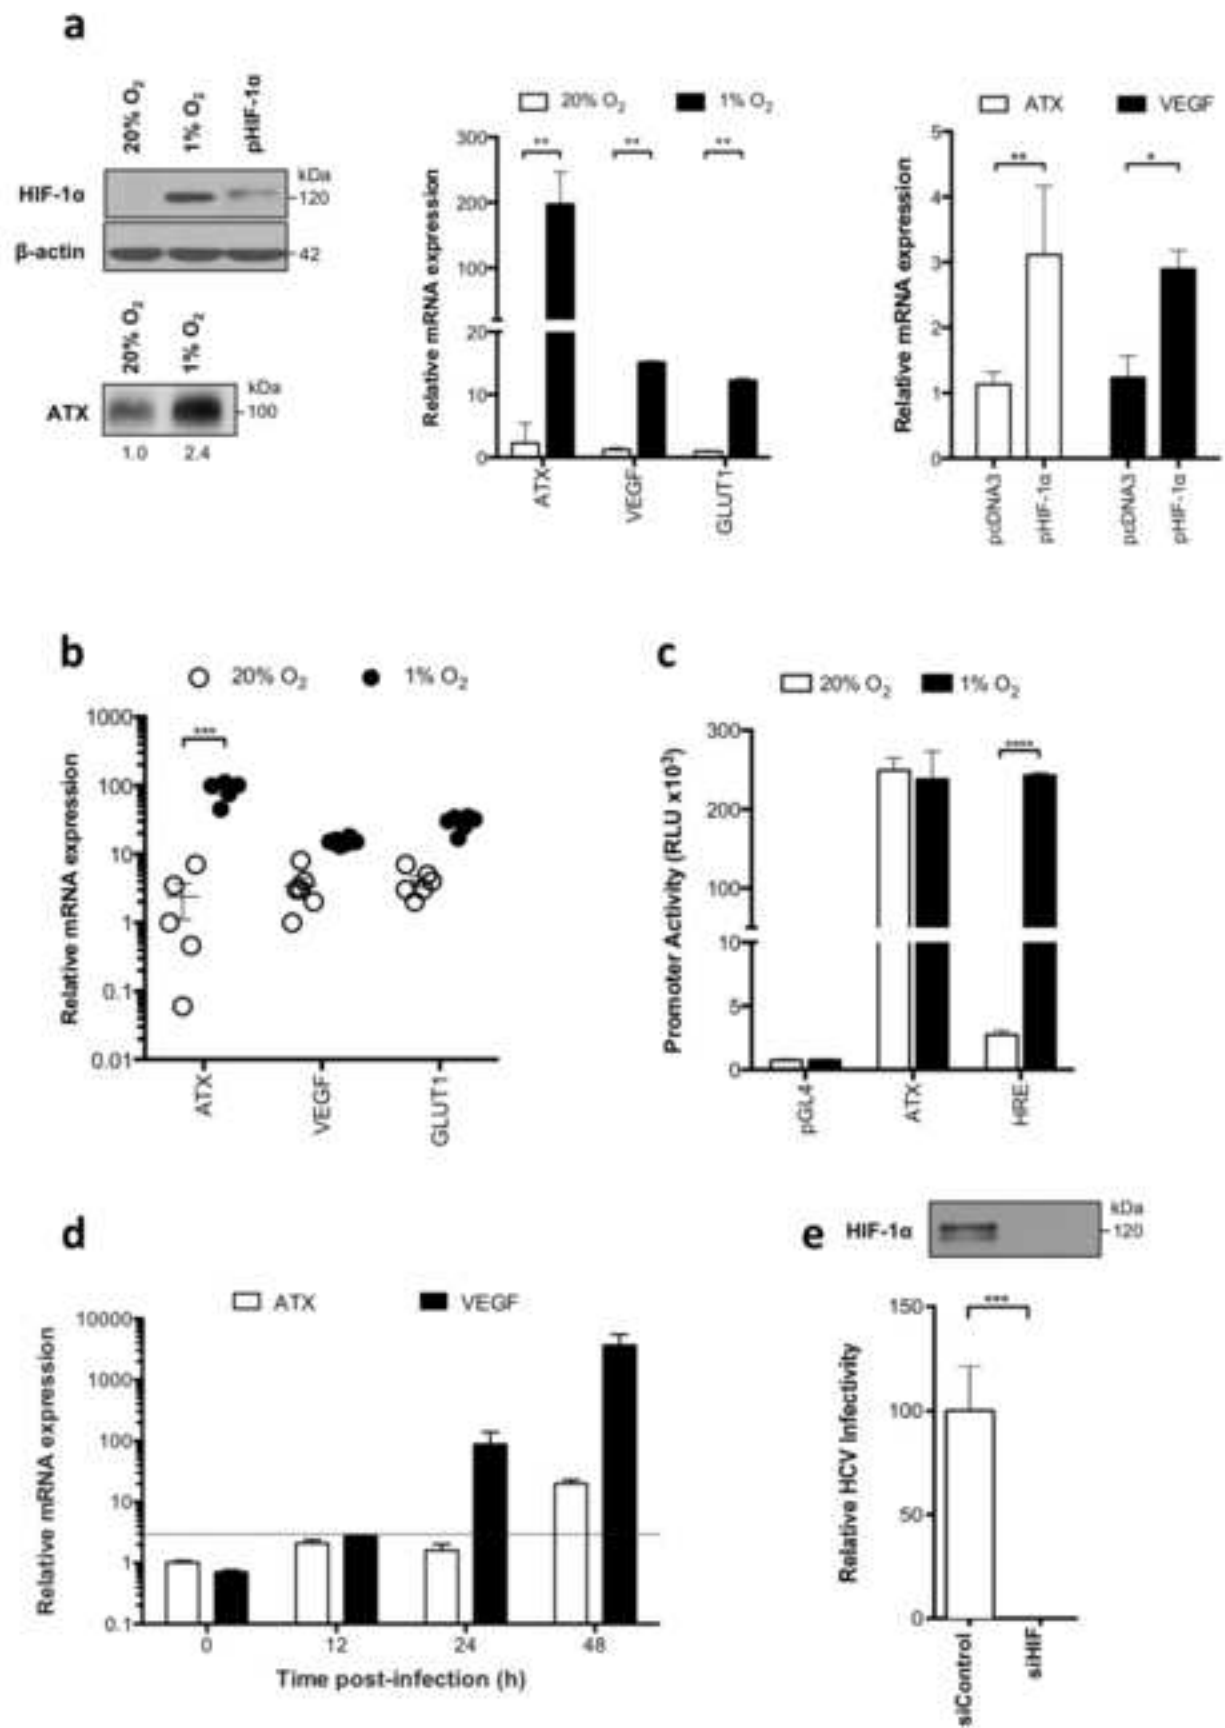 a
20% O2
1% O2
pHIF-1α
kDa
HIF-1α
120
β-actin
42
20% O2
1% O2
kDa
ATX
100
1.0
2.4
20% O2
1% O2
Relative mRNA expression
300
200
100
20
10
0
**
**
**
ATX
VEGF
GLUT1
ATX
VEGF
Relative mRNA expression
5
4
3
2
1
0
**
*
pcDNA3
pHIF-1α
pcDNA3
pHIF-1α
b
20% O2
1% O2
Relative mRNA expression
1000
100
10
1
0.1
0.01
***
ATX
VEGF
GLUT1
c
20% O2
1% O2
Promoter Activity (RLU x10³)
300
200
100
10
5
0
****
pGL4
ATX
HRE
d
ATX
VEGF
Relative mRNA expression
10000
1000
100
10
1
0.1
0
12
24
48
Time post-infection (h)
e
HIF-1α
kDa
120
Relative HCV Infectivity
150
100
50
0
***
siControl
siHIF